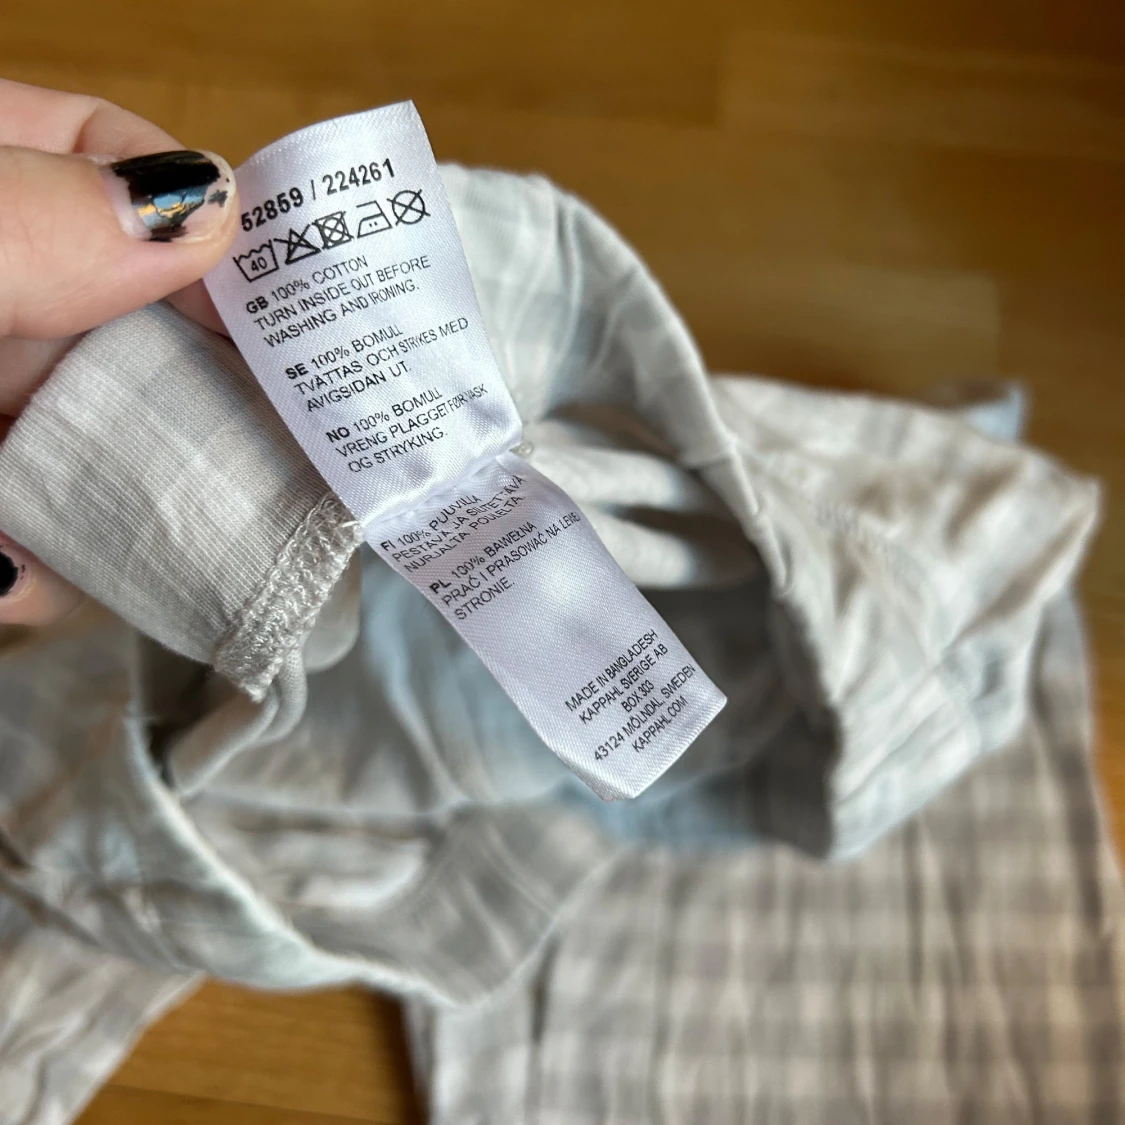 52859 / 224261
40
GB 100% COTTON
TURN INSIDE OUT BEFORE
WASHING AND IRONING.
SE 100% BOMULL
TVÄTTAS OCH STRYKES MED
AVIGSIDAN UT.
NO 100% BOMULL
VRENG PLAGGET FØR VASK
OG STRYKING.
FI 100% PUUVILLA
PESTÄVÄ JA SILITETTÄVÄ
NURJALTA PUOLELTA.
PL 100% BAWEŁNA
PRAĆ I PRASOWAĆ NA LEWEJ
STRONIE.
MADE IN BANGLADESH
KAPPAHL SVERIGE AB
BOX 303
43124 MÖLNDAL SWEDEN
KAPPAHL.COM